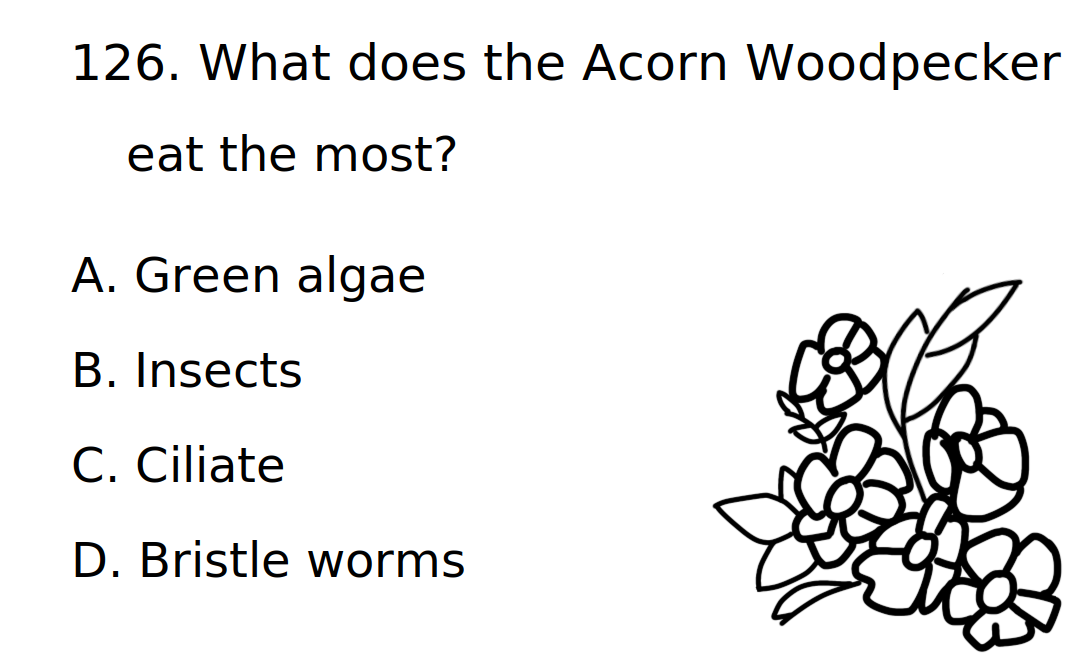 126. What does the Acorn Woodpecker
eat the most?
A. Green algae
B. Insects
C. Ciliate
D. Bristle worms